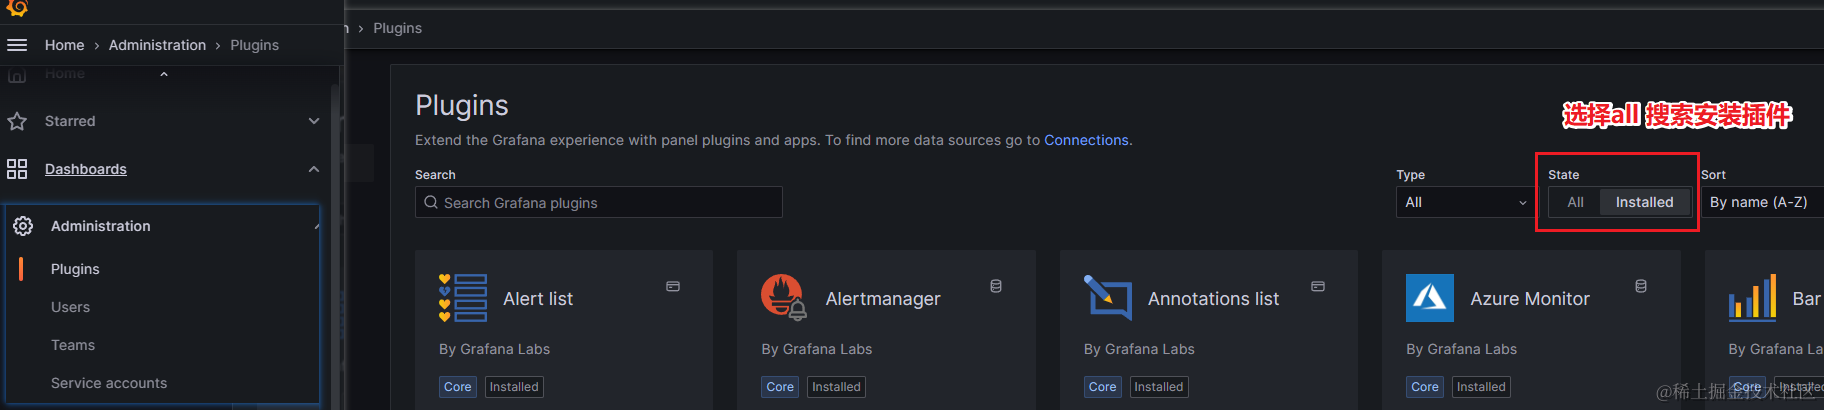 Home › Administration › Plugins
Home
Starred
Dashboards
Administration
Plugins
Users
Teams
Service accounts
n › Plugins
Plugins
Extend the Grafana experience with panel plugins and apps. To find more data sources go to Connections.
选择all 搜索安装插件
Search
Search Grafana plugins
Type
All
State
All Installed
Sort
By name (A-Z)
Alert list
By Grafana Labs
Core Installed
Alertmanager
By Grafana Labs
Core Installed
Annotations list
By Grafana Labs
Core Installed
Azure Monitor
By Grafana Labs
Core Installed
Bar
By Grafana Labs
Core Installed
@稀土掘金技术社区